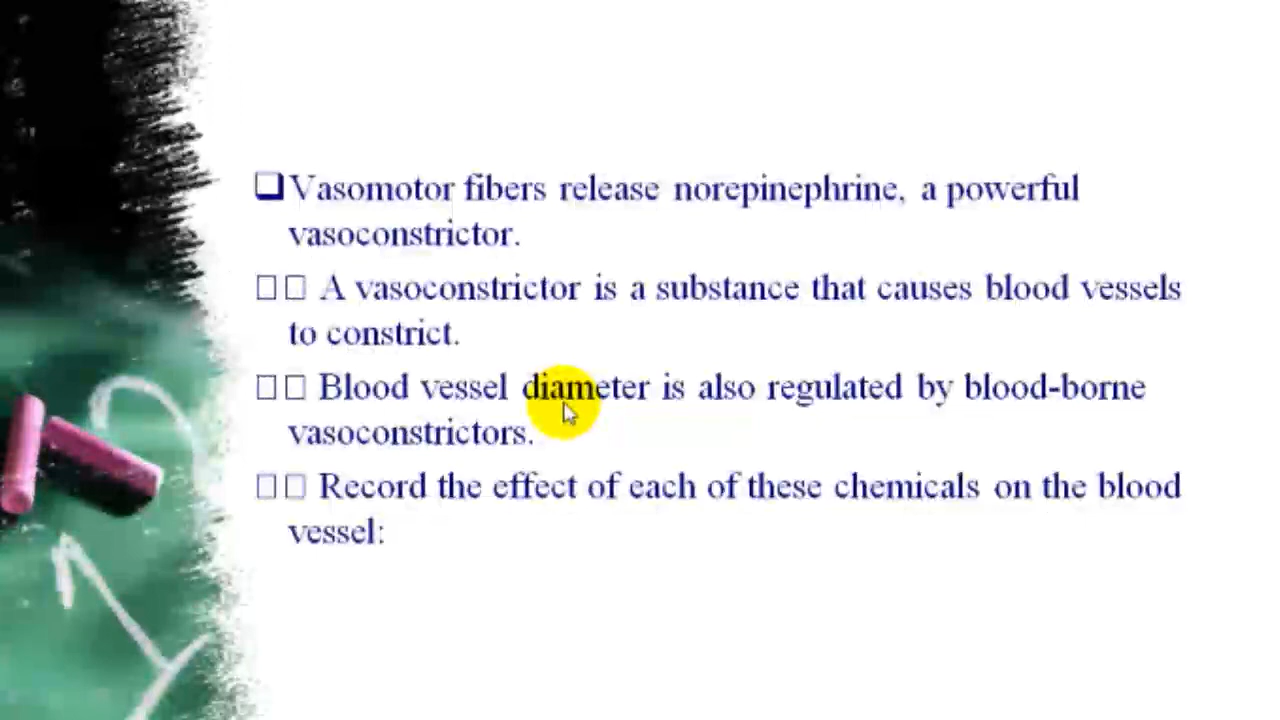 ❑Vasomotor fibers release norepinephrine, a powerful
vasoconstrictor.
□□ A vasoconstrictor is a substance that causes blood vessels
to constrict.
□□ Blood vessel diameter is also regulated by blood-borne
vasoconstrictors.
□□ Record the effect of each of these chemicals on the blood
vessel: